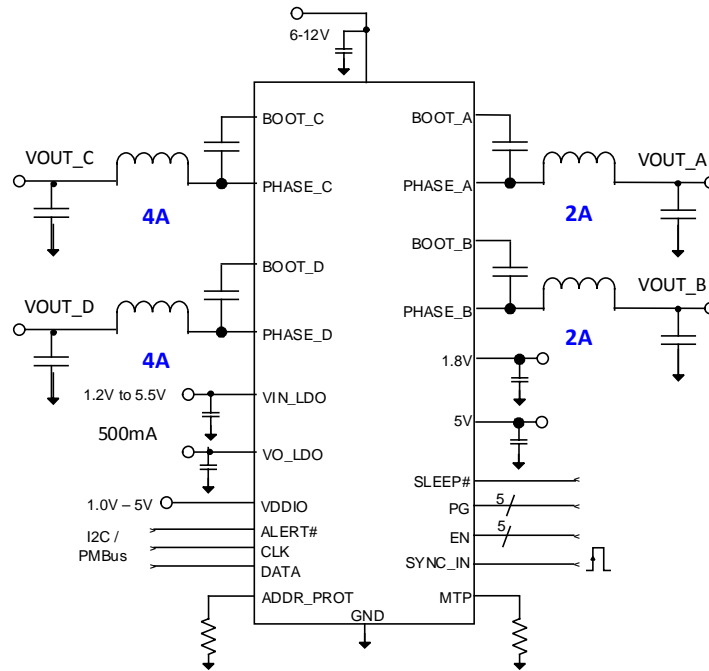 6-12V
BOOT_C
BOOT_A
VOUT_C
VOUT_A
PHASE_C
PHASE_A
4A
2A
BOOT_D
BOOT_B
VOUT_D
VOUT_B
PHASE_D
PHASE_B
4A
2A
1.8V
1.2V to 5.5V
VIN_LDO
5V
500mA
VO_LDO
SLEEP#
1.0V – 5V
VDDIO
PG
5
ALERT#
I2C /
PMBus
CLK
EN
5
DATA
SYNC_IN
ADDR_PROT
MTP
GND